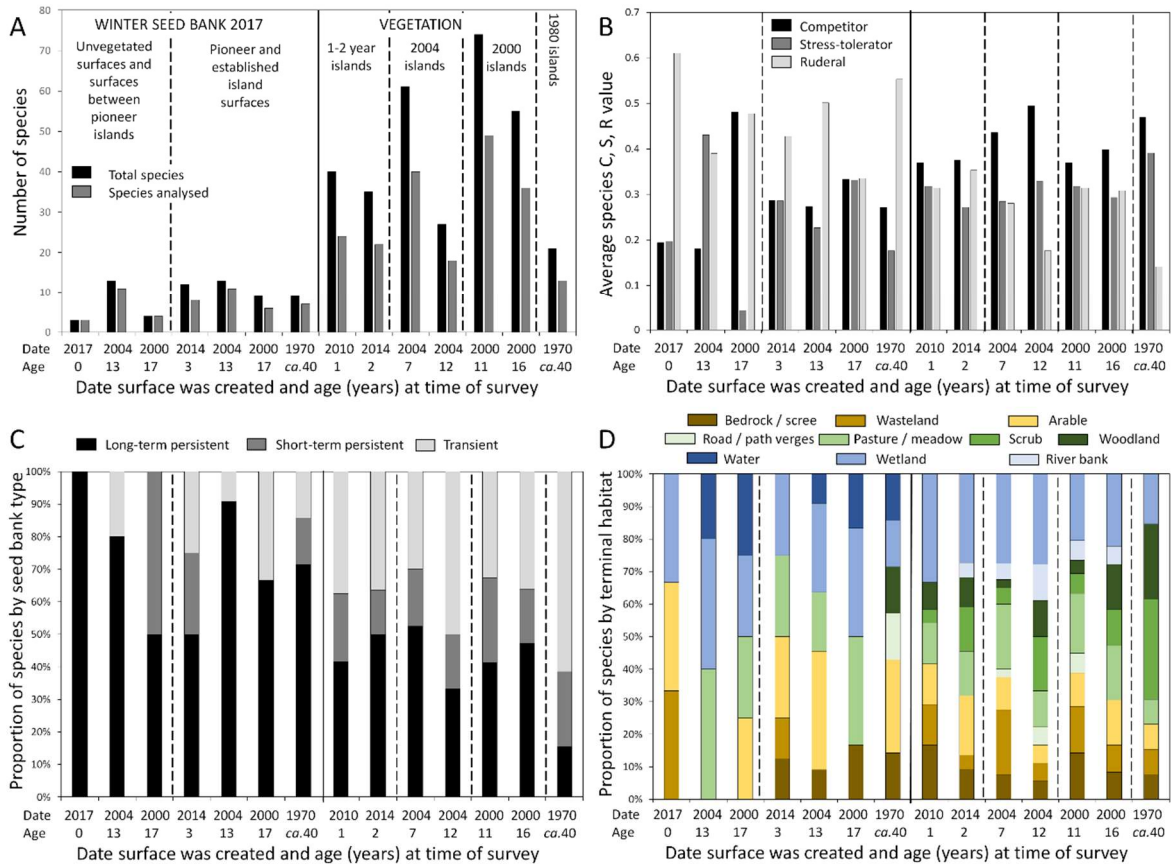 A
WINTER SEED BANK 2017
VEGETATION
Unvegetated
surfaces and
surfaces
between
pioneer
islands
Pioneer and
established
island
surfaces
1-2 year
islands
2004
islands
2000
islands
1980 islands
Total species
Species analysed
Number of species
80
70
60
50
40
30
20
10
0
Date 2017 2004 2000 2014 2004 2000 1970 2010 2014 2004 2004 2000 2000 1970
Age 0 13 17 3 13 17 ca.40 1 2 7 12 11 16 ca.40
Date surface was created and age (years) at time of survey
B
Competitor
Stress-tolerator
Ruderal
Average species C, S, R value
0.7
0.6
0.5
0.4
0.3
0.2
0.1
0
Date 2017 2004 2000 2014 2004 2000 1970 2010 2014 2004 2004 2000 2000 1970
Age 0 13 17 3 13 17 ca.40 1 2 7 12 11 16 ca.40
Date surface was created and age (years) at time of survey
C
Long-term persistent Short-term persistent Transient
Proportion of species by seed bank type
100%
90%
80%
70%
60%
50%
40%
30%
20%
10%
0%
Date 2017 2004 2000 2014 2004 2000 1970 2010 2014 2004 2004 2000 2000 1970
Age 0 13 17 3 13 17 ca.40 1 2 7 12 11 16 ca.40
Date surface was created and age (years) at time of survey
D
Bedrock / scree Wasteland Arable
Road / path verges Pasture / meadow Scrub Woodland
Water Wetland River bank
Proportion of species by terminal habitat
100%
90%
80%
70%
60%
50%
40%
30%
20%
10%
0%
Date 2017 2004 2000 2014 2004 2000 1970 2010 2014 2004 2004 2000 2000 1970
Age 0 13 17 3 13 17 ca.40 1 2 7 12 11 16 ca.40
Date surface was created and age (years) at time of survey